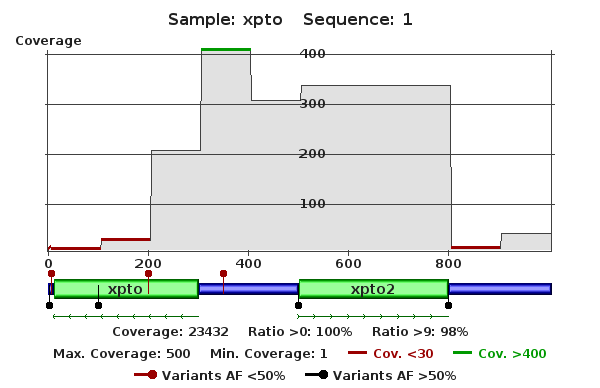 Sample: xpto Sequence: 1
Coverage
400
300
200
100
0 200 400 600 800
xpto xpto2
Coverage: 23432 Ratio >0: 100% Ratio >9: 98%
Max. Coverage: 500 Min. Coverage: 1 Cov. <30 Cov. >400
Variants AF <50% Variants AF >50%